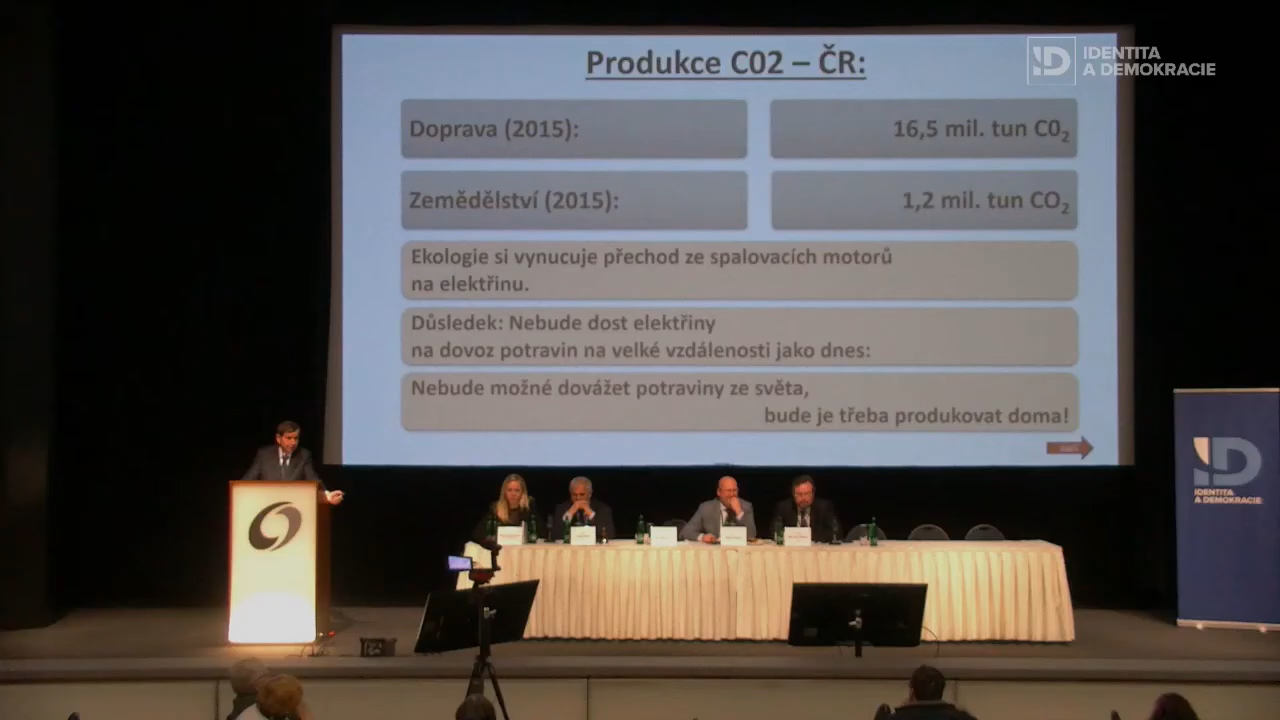 Produkce C02 – ČR:
IDENTITA
A DEMOKRACIE
Doprava (2015):
16,5 mil. tun C0₂
Zemědělství (2015):
1,2 mil. tun CO₂
Ekologie si vynucuje přechod ze spalovacích motorů
na elektřinu.
Důsledek: Nebude dost elektřiny
na dovoz potravin na velké vzdálenosti jako dnes:
Nebude možné dovážet potraviny ze světa,
bude je třeba produkovat doma!
ID
IDENTITA
A DEMOKRACIE